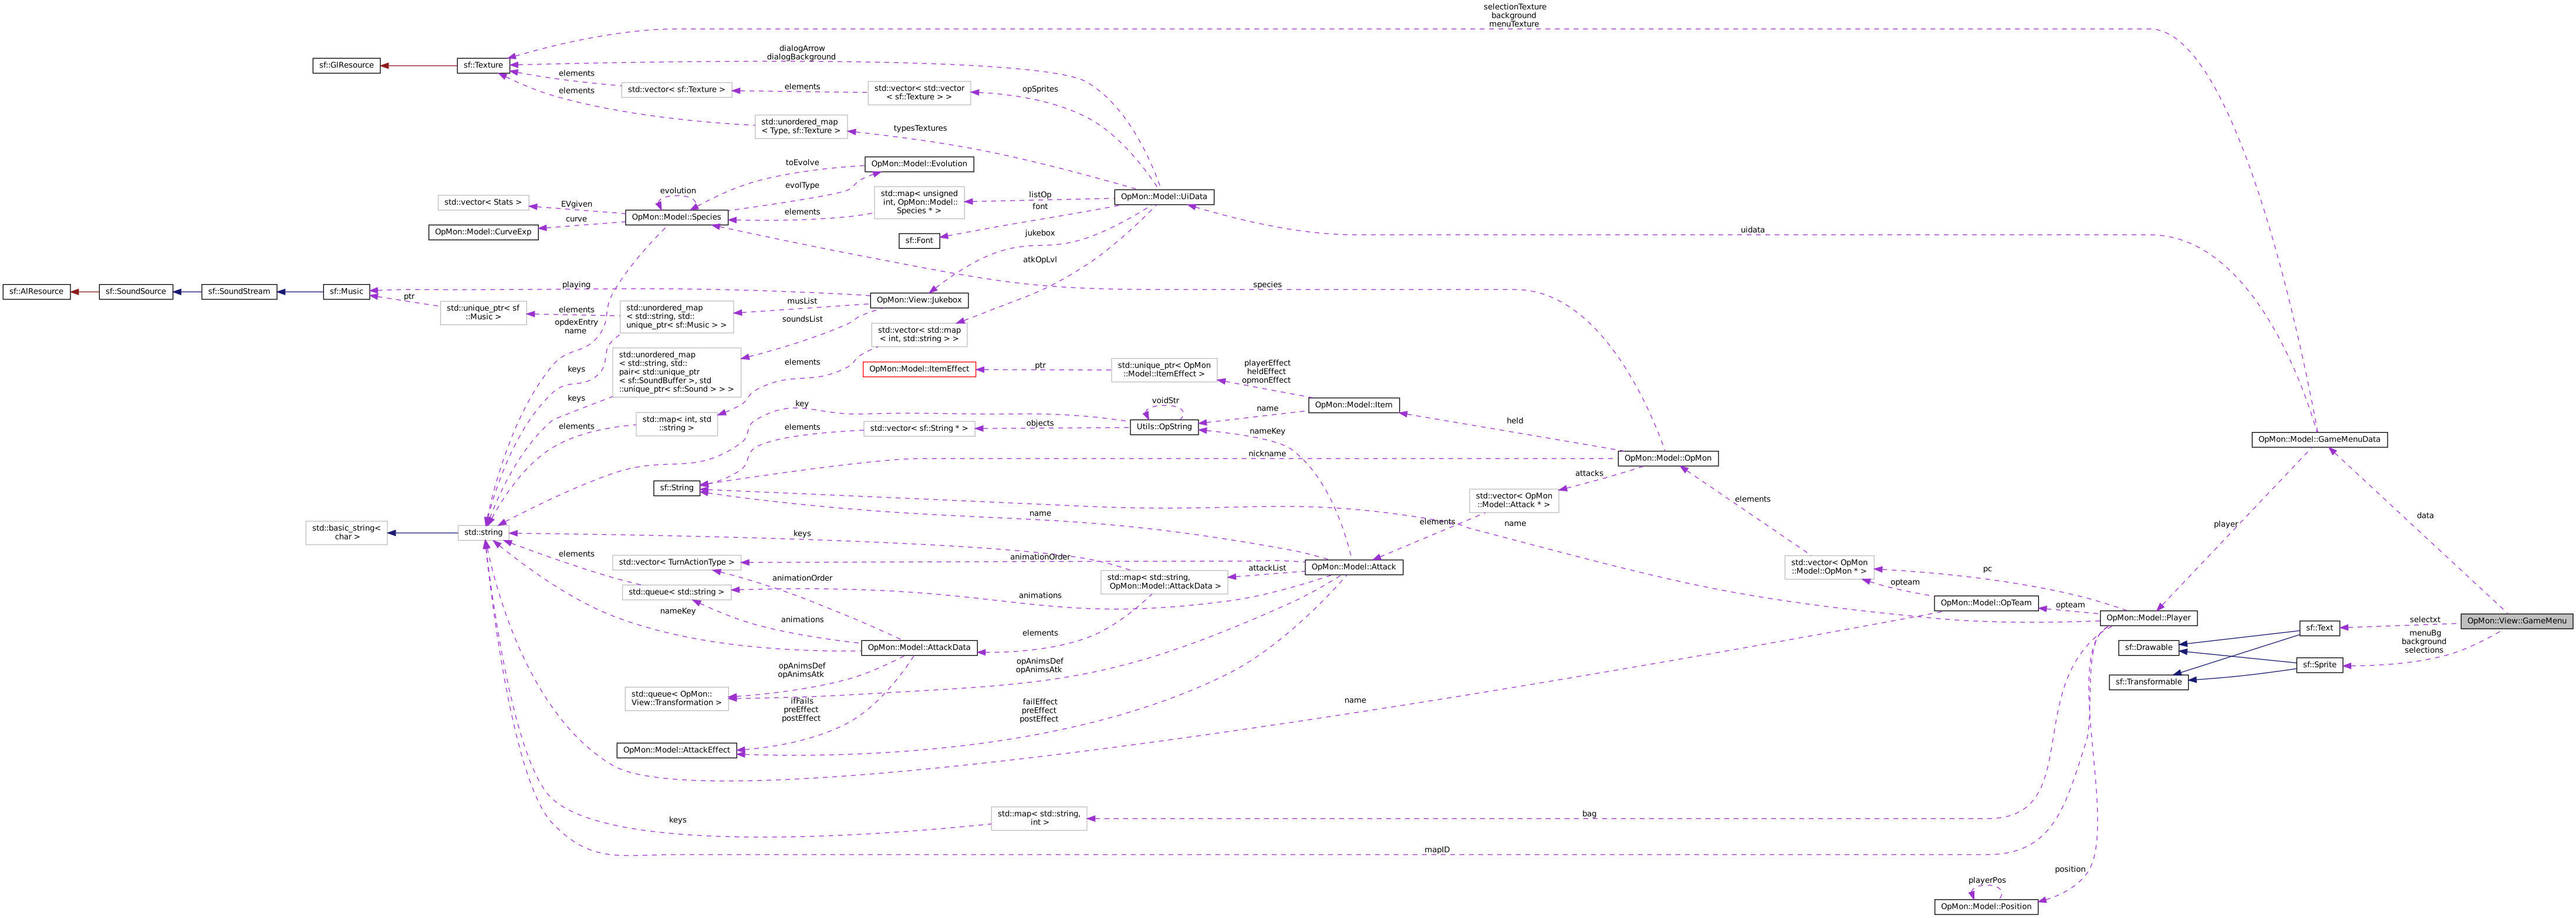 selectionTexture
background
menuTexture
dialogArrow
dialogBackground
sf::GlResource
sf::Texture
elements
std::vector< sf::Texture >
elements
std::vector< std::vector
< sf::Texture > >
opSprites
elements
std::unordered_map
< Type, sf::Texture >
typesTextures
toEvolve
OpMon::Model::Evolution
evolution
evolType
std::vector< Stats >
EVgiven
curve
OpMon::Model::CurveExp
OpMon::Model::Species
elements
std::map< unsigned
int, OpMon::Model::
Species * >
listOp
font
OpMon::Model::UiData
sf::Font
jukebox
uidata
atkOpLvl
species
sf::AlResource
sf::SoundSource
sf::SoundStream
sf::Music
playing
ptr
std::unique_ptr< sf
::Music >
elements
opdexEntry
name
std::unordered_map
< std::string, std::
unique_ptr< sf::Music > >
musList
soundsList
OpMon::View::Jukebox
std::vector< std::map
< int, std::string > >
keys
std::unordered_map
< std::string, std::
pair< std::unique_ptr
< sf::SoundBuffer >, std
::unique_ptr< sf::Sound > > >
elements
OpMon::Model::ItemEffect
ptr
std::unique_ptr< OpMon
::Model::ItemEffect >
playerEffect
heldEffect
opmonEffect
keys
key
voidStr
name
OpMon::Model::Item
held
elements
std::map< int, std
::string >
elements
std::vector< sf::String * >
objects
Utils::OpString
nameKey
nickname
OpMon::Model::OpMon
OpMon::Model::GameMenuData
sf::String
attacks
std::vector< OpMon
::Model::Attack * >
elements
name
elements
name
player
data
std::basic_string<
char >
std::string
keys
elements
std::vector< TurnActionType >
animationOrder
animationOrder
std::map< std::string,
OpMon::Model::AttackData >
attackList
OpMon::Model::Attack
std::vector< OpMon
::Model::OpMon * >
pc
opteam
std::queue< std::string >
animations
nameKey
animations
elements
OpMon::Model::OpTeam
opteam
OpMon::Model::Player
OpMon::View::GameMenu
selectxt
sf::Text
menuBg
background
selections
sf::Drawable
sf::Sprite
sf::Transformable
OpMon::Model::AttackData
opAnimsDef
opAnimsAtk
opAnimsDef
opAnimsAtk
std::queue< OpMon::
View::Transformation >
ifFails
preEffect
postEffect
failEffect
preEffect
postEffect
name
OpMon::Model::AttackEffect
keys
std::map< std::string,
int >
bag
mapID
position
playerPos
OpMon::Model::Position